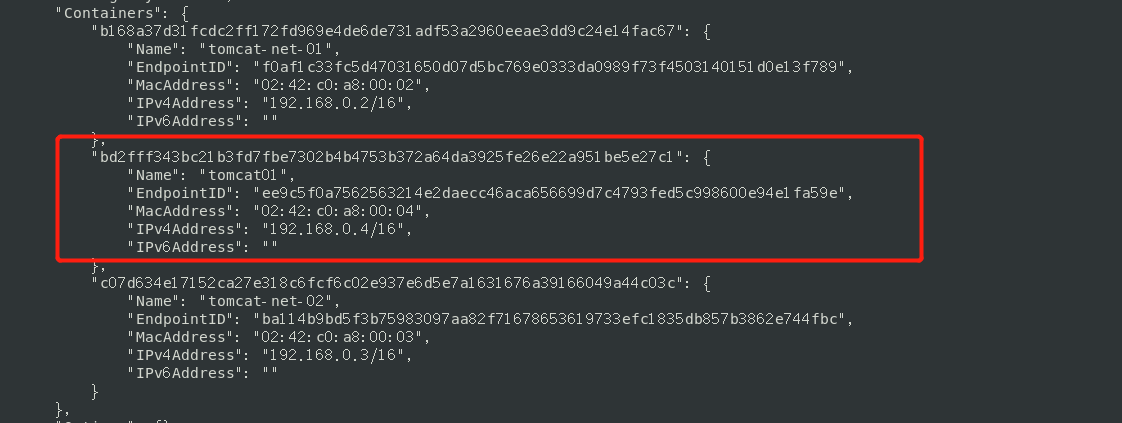 "Containers": {
"b168a37d31fcdc2ff172fd969e4de6de731adf53a2960eeae3dd9c24e14fac67": {
"Name": "tomcat-net-01",
"EndpointID": "f0af1c33fc5d47031650d07d5bc769e0333da0989f73f4503140151d0e13f789",
"MacAddress": "02:42:c0:a8:00:02",
"IPv4Address": "192.168.0.2/16",
"IPv6Address": ""
},
"bd2fff343bc21b3fd7fbe7302b4b4753b372a64da3925fe26e22a951be5e27c1": {
"Name": "tomcat01",
"EndpointID": "ee9c5f0a7562563214e2daecc46aca656699d7c4793fed5c998600e94e1fa59e",
"MacAddress": "02:42:c0:a8:00:04",
"IPv4Address": "192.168.0.4/16",
"IPv6Address": ""
},
"c07d634e17152ca27e318c6fcf6c02e937e6d5e7a1631676a39166049a44c03c": {
"Name": "tomcat-net-02",
"EndpointID": "ba114b9bd5f3b75983097aa82f71678653619733efc1835db857b3862e744fbc",
"MacAddress": "02:42:c0:a8:00:03",
"IPv4Address": "192.168.0.3/16",
"IPv6Address": ""
}
},